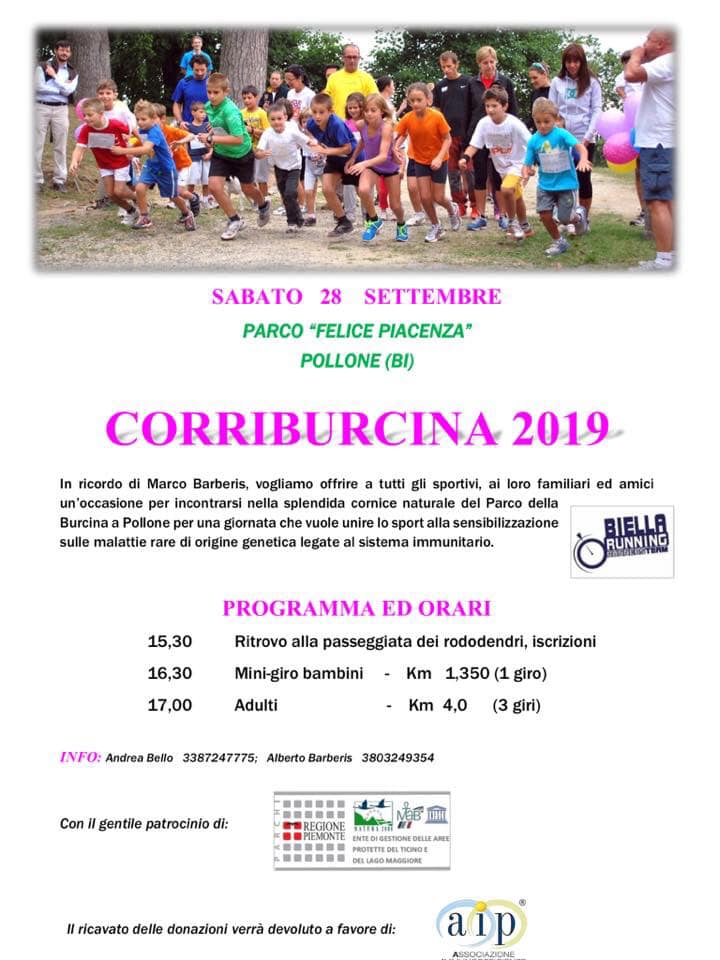 SABATO 28 SETTEMBRE
PARCO “FELICE PIACENZA”
POLLONE (BI)
CORRIBURCINA 2019
In ricordo di Marco Barberis, vogliamo offrire a tutti gli sportivi, ai loro familiari ed amici
un’occasione per incontrarsi nella splendida cornice naturale del Parco della
Burcina a Pollone per una giornata che vuole unire lo sport alla sensibilizzazione
sulle malattie rare di origine genetica legate al sistema immunitario.
BIELLA
RUNNING
TEAM
PROGRAMMA ED ORARI
15,30 Ritrovo alla passeggiata dei rododendri, iscrizioni
16,30 Mini-giro bambini - Km 1,350 (1 giro)
17,00 Adulti - Km 4,0 (3 giri)
INFO: Andrea Bello 3387247775; Alberto Barberis 3803249354
Con il gentile patrocinio di:
PARCHI
REGIONE
PIEMONTE
NATURA 2000
MaB
ENTE DI GESTIONE DELLE AREE
PROTETTE DEL TICINO E
DEL LAGO MAGGIORE
Il ricavato delle donazioni verrà devoluto a favore di:
aip
ASSOCIAZIONE